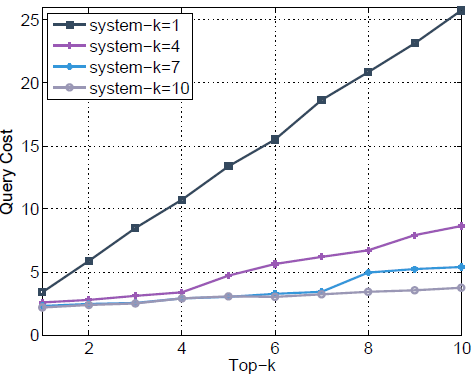 system-k=1
system-k=4
system-k=7
system-k=10
25
20
15
10
5
0
Query Cost
2 4 6 8 10
Top-k